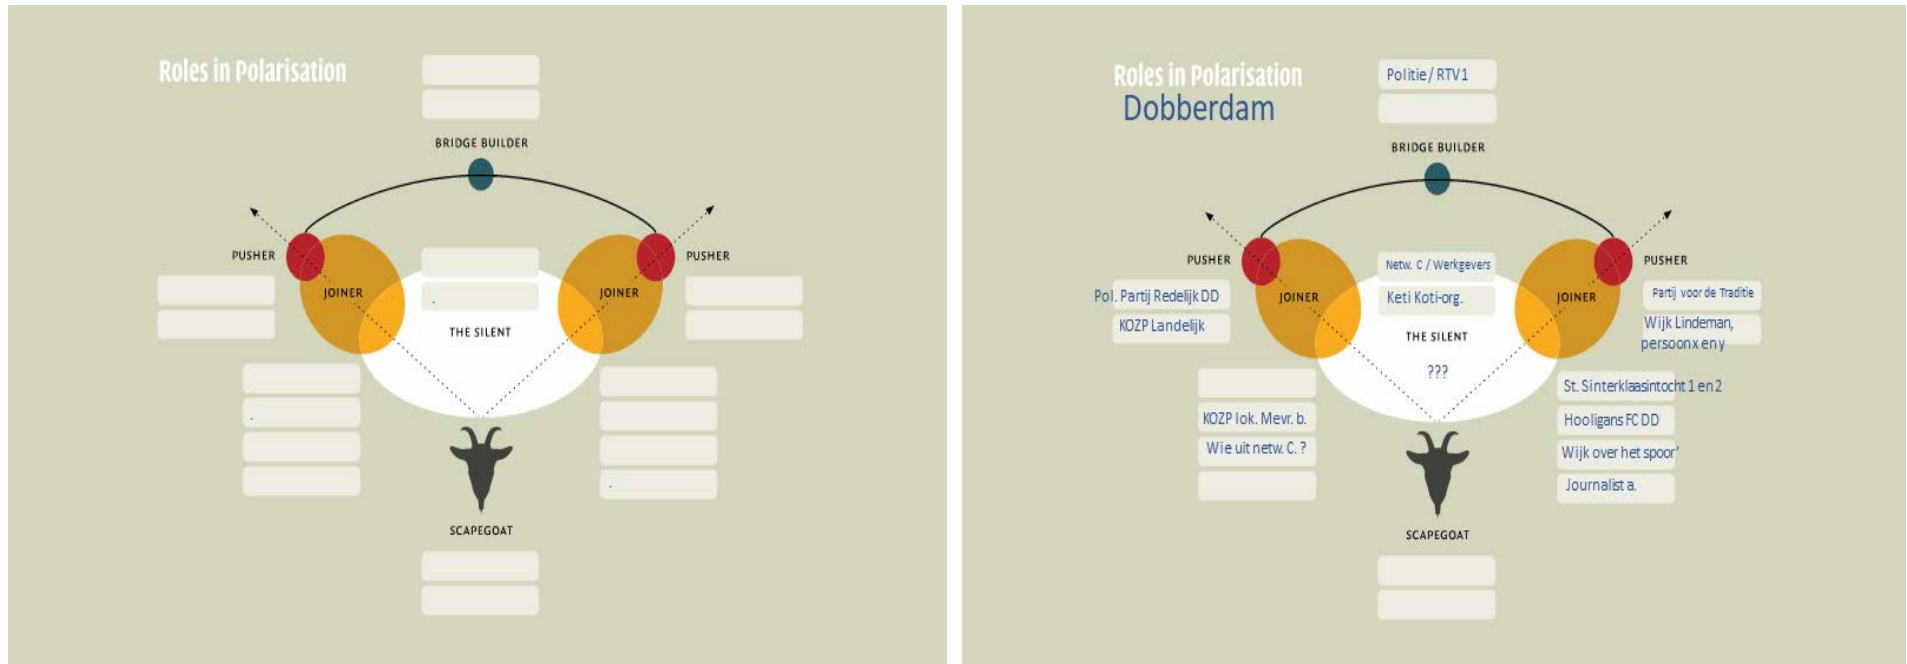 Roles in Polarisation
BRIDGE BUILDER
PUSHER
PUSHER
JOINER
JOINER
.
THE SILENT
.
.
SCAPEGOAT
Roles in Polarisation
Dobberdam
Politie/ RTV1
BRIDGE BUILDER
PUSHER
PUSHER
Netw. C / Werkgevers
Pol. Partij Redelijk DD
JOINER
Keti Koti-org.
JOINER
Partij voor de Traditie
KOZP Landelijk
THE SILENT
Wijk Lindeman,
persoon x en y
???
St. Sinterklaasintocht 1 en 2
KOZP lok. Mevr. b.
Hooligans FC DD
Wie uit netw. C. ?
Wijk over het spoor'
Journalist a.
SCAPEGOAT